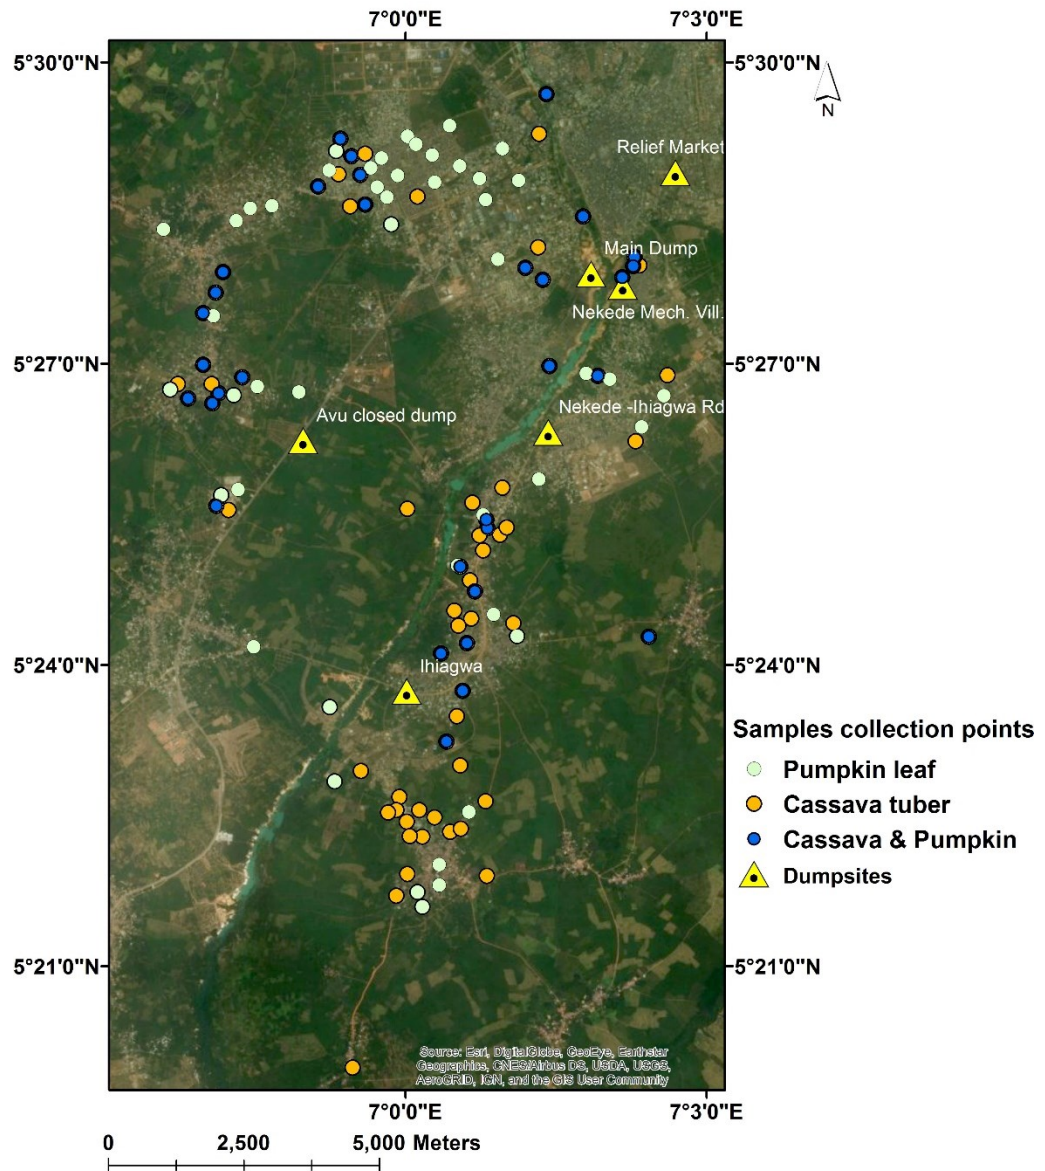 7°0'0"E
7°3'0"E
5°30'0"N
5°30'0"N
N
Relief Market
Main Dump
Nekede Mech. Vill.
5°27'0"N
5°27'0"N
Avu closed dump
Nekede -Ihiagwa Rd
5°24'0"N
5°24'0"N
Ihiagwa
Samples collection points
Pumpkin leaf
Cassava tuber
Cassava & Pumpkin
Dumpsites
5°21'0"N
5°21'0"N
Source: Esri, DigitalGlobe, GeoEye, Earthstar
Geographics, CNES/Airbus DS, USDA, USGS,
AeroGRID, IGN, and the GIS User Community
7°0'0"E
7°3'0"E
0 2,500 5,000 Meters